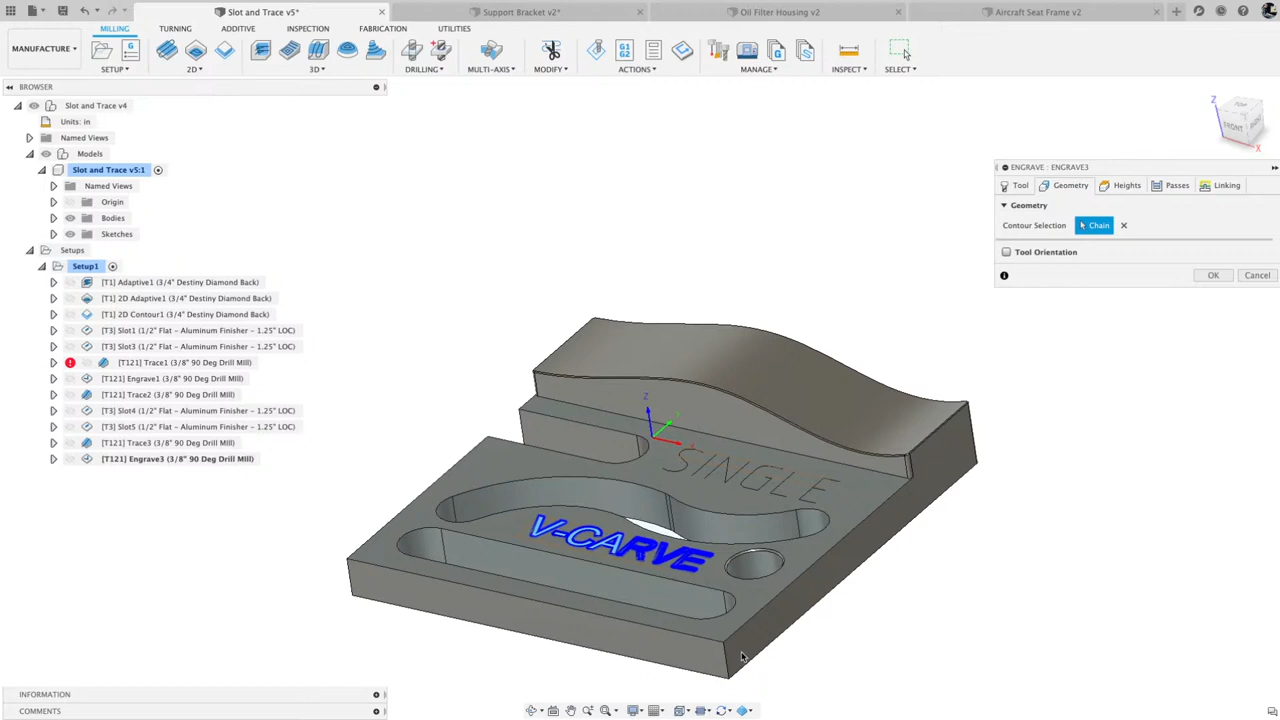 Slot and Trace v5*
Support Bracket v2*
Oil Filter Housing v2
Aircraft Seat Frame v2
MANUFACTURE
MILLING TURNING ADDITIVE INSPECTION FABRICATION UTILITIES
SETUP 2D 3D DRILLING MULTI-AXIS MODIFY ACTIONS MANAGE INSPECT SELECT
G1
G2
BROWSER
Slot and Trace v4
Units: in
Named Views
Models
Slot and Trace v5:1
Named Views
Origin
Bodies
Sketches
Setups
Setup1
[T1] Adaptive1 (3/4" Destiny Diamond Back)
[T1] 2D Adaptive1 (3/4" Destiny Diamond Back)
[T1] 2D Contour1 (3/4" Destiny Diamond Back)
[T3] Slot1 (1/2" Flat - Aluminum Finisher - 1.25" LOC)
[T3] Slot3 (1/2" Flat - Aluminum Finisher - 1.25" LOC)
[T121] Trace1 (3/8" 90 Deg Drill Mill)
[T121] Engrave1 (3/8" 90 Deg Drill Mill)
[T121] Trace2 (3/8" 90 Deg Drill Mill)
[T3] Slot4 (1/2" Flat - Aluminum Finisher - 1.25" LOC)
[T3] Slot5 (1/2" Flat - Aluminum Finisher - 1.25" LOC)
[T121] Trace3 (3/8" 90 Deg Drill Mill)
[T121] Engrave3 (3/8" 90 Deg Drill Mill)
Z
FRONT
X
ENGRAVE : ENGRAVE3
Tool Geometry Heights Passes Linking
Geometry
Contour Selection Chain
Tool Orientation
OK Cancel
Z
SINGLE
V-CARVE
INFORMATION
COMMENTS